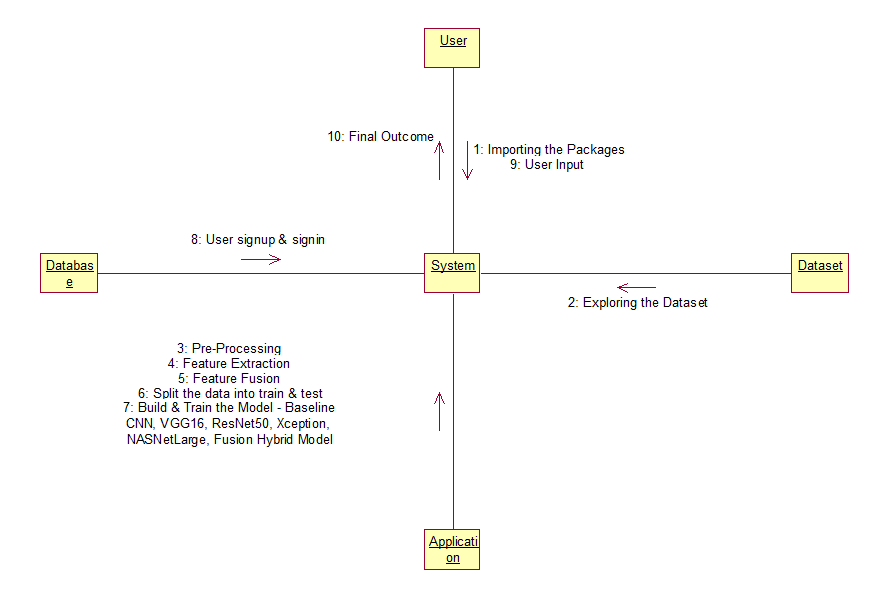 User
10: Final Outcome
1: Importing the Packages
9: User Input
8: User signup & signin
Databas
e
System
Dataset
2: Exploring the Dataset
3: Pre-Processing
4: Feature Extraction
5: Feature Fusion
6: Split the data into train & test
7: Build & Train the Model - Baseline
CNN, VGG16, ResNet50, Xception,
NASNetLarge, Fusion Hybrid Model
Applicati
on